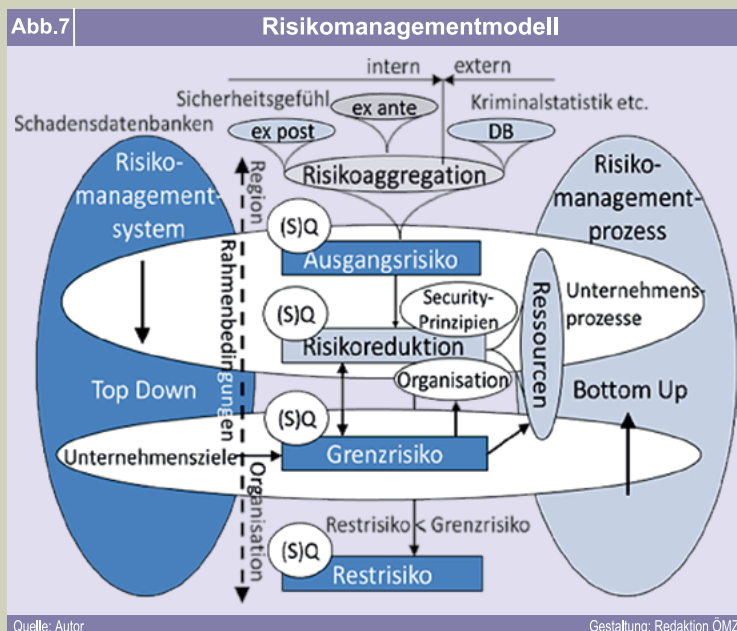 Abb.7
Risikomanagementmodell
intern
extern
Sicherheitsgefühl
ex ante
Kriminalstatistik etc.
Schadensdatenbanken
ex post
DB
Risiko-
management-
system
Region
Risikoaggregation
Risiko-
management-
prozess
(S)Q
Ausgangsrisiko
Rahmenbedingungen
(S)Q
Security-
Prinzipien
Ressourcen
Unternehmens-
prozesse
Risikoreduktion
Top Down
Organisation
Bottom Up
(S)Q
Unternehmensziele
Grenzrisiko
Organisation
Restrisiko < Grenzrisiko
(S)Q
Restrisiko
Quelle: Autor
Gestaltung: Redaktion ÖMZ